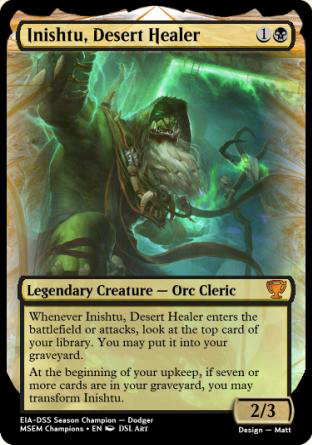 Inishtu, Desert Healer 1
Legendary Creature — Orc Cleric
Whenever Inishtu, Desert Healer enters the
battlefield or attacks, look at the top card of
your library. You may put it into your
graveyard.
At the beginning of your upkeep, if seven or
more cards are in your graveyard, you may
transform Inishtu.
2/3
EIA–DSS Season Champion — Dodger
MSEM Champions • EN DSL ART
Design — Matt